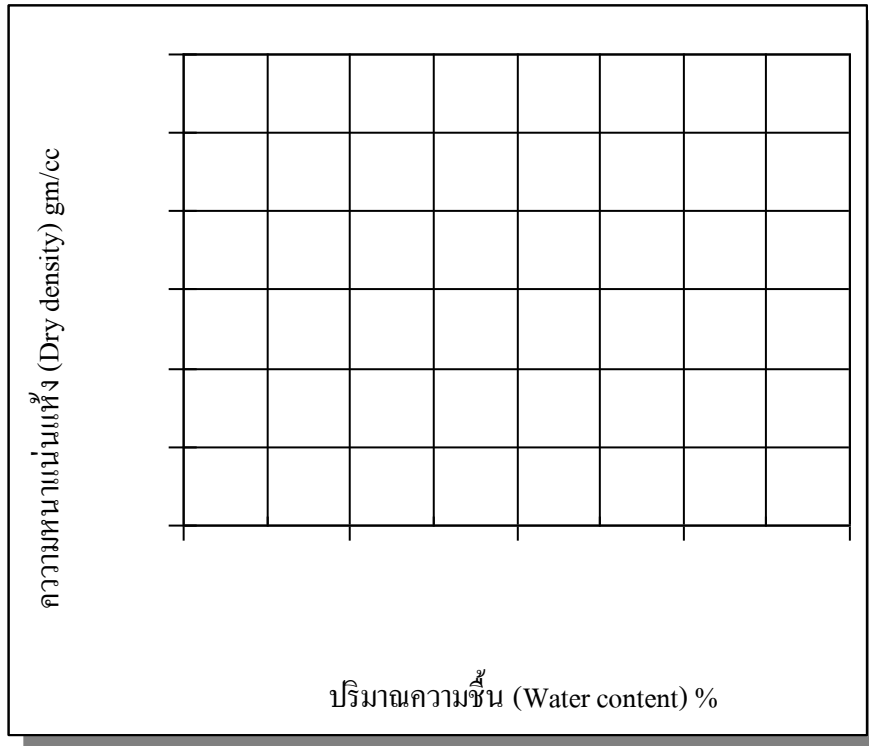 คววามหนาแน่นแห้ง (Dry density) gm/cc
ปริมาณความชื้น (Water content) %